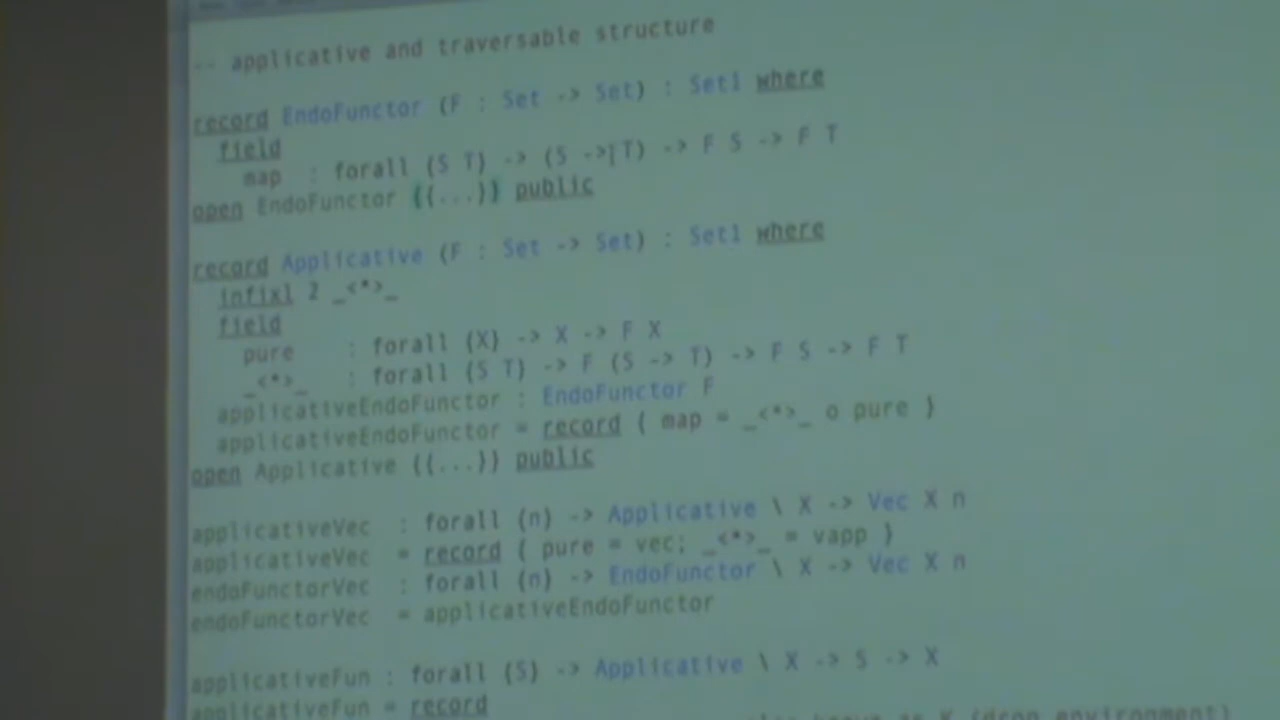 -- applicative and traversable structure
record EndoFunctor (F : Set -> Set) : Set1 where
field
map : forall {S T} -> (S -> T) -> F S -> F T
open EndoFunctor {{...}} public
record Applicative (F : Set -> Set) : Set1 where
infixl 2 _<*>_
field
pure : forall {X} -> X -> F X
_<*>_ : forall {S T} -> F (S -> T) -> F S -> F T
applicativeEndoFunctor : EndoFunctor F
applicativeEndoFunctor = record { map = _<*>_ o pure }
open Applicative {{...}} public
applicativeVec : forall {n} -> Applicative \ X -> Vec X n
applicativeVec = record { pure = vec; _<*>_ = vapp }
endoFunctorVec : forall {n} -> EndoFunctor \ X -> Vec X n
endoFunctorVec = applicativeEndoFunctor
applicativeFun : forall {S} -> Applicative \ X -> S -> X
applicativeFun = record
as K (drop environment)